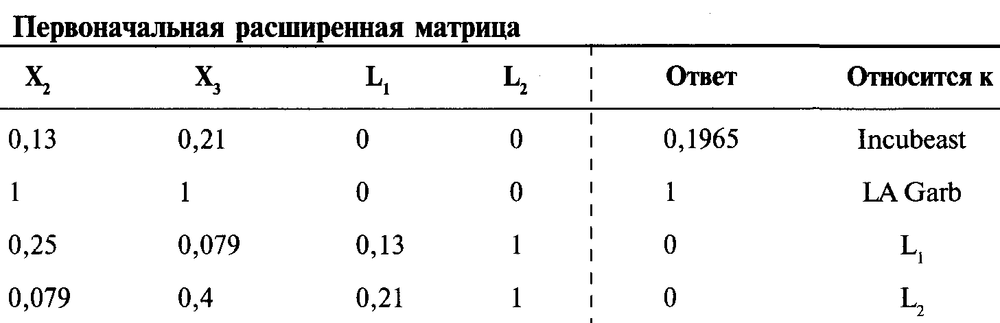 Первоначальная расширенная матрица
X₂ X₃ L₁ L₂ Ответ Относится к
0,13 0,21 0 0 0,1965 Incubeast
1 1 0 0 1 LA Garb
0,25 0,079 0,13 1 0 L₁
0,079 0,4 0,21 1 0 L₂